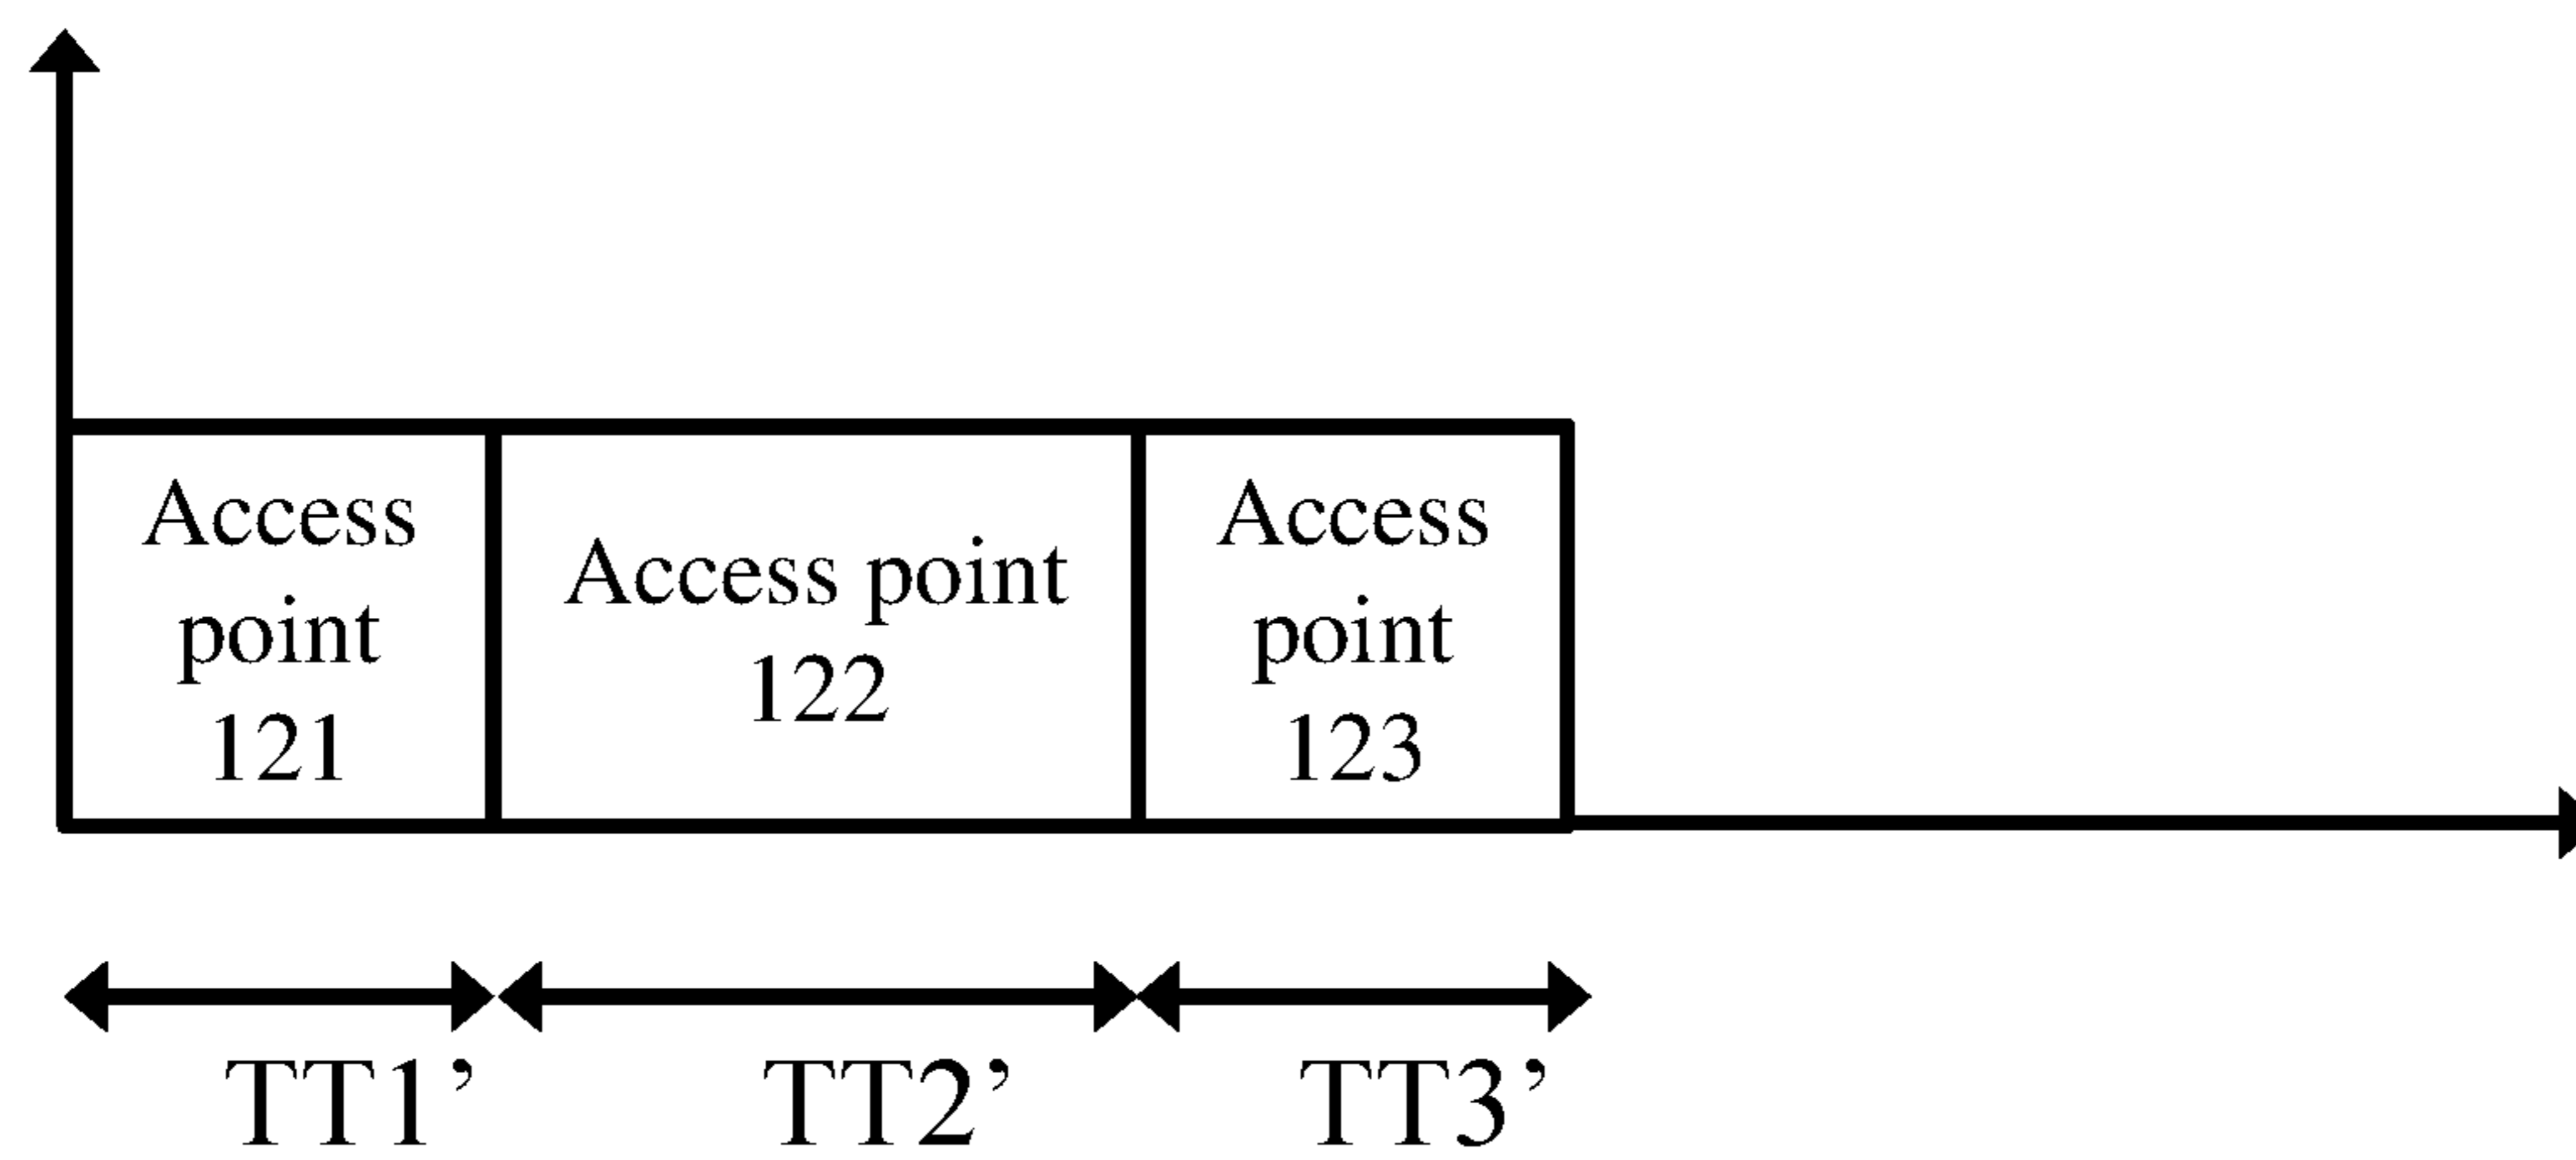 Access
point
121
Access point
122
Access
point
123
TT1’
TT2’
TT3’